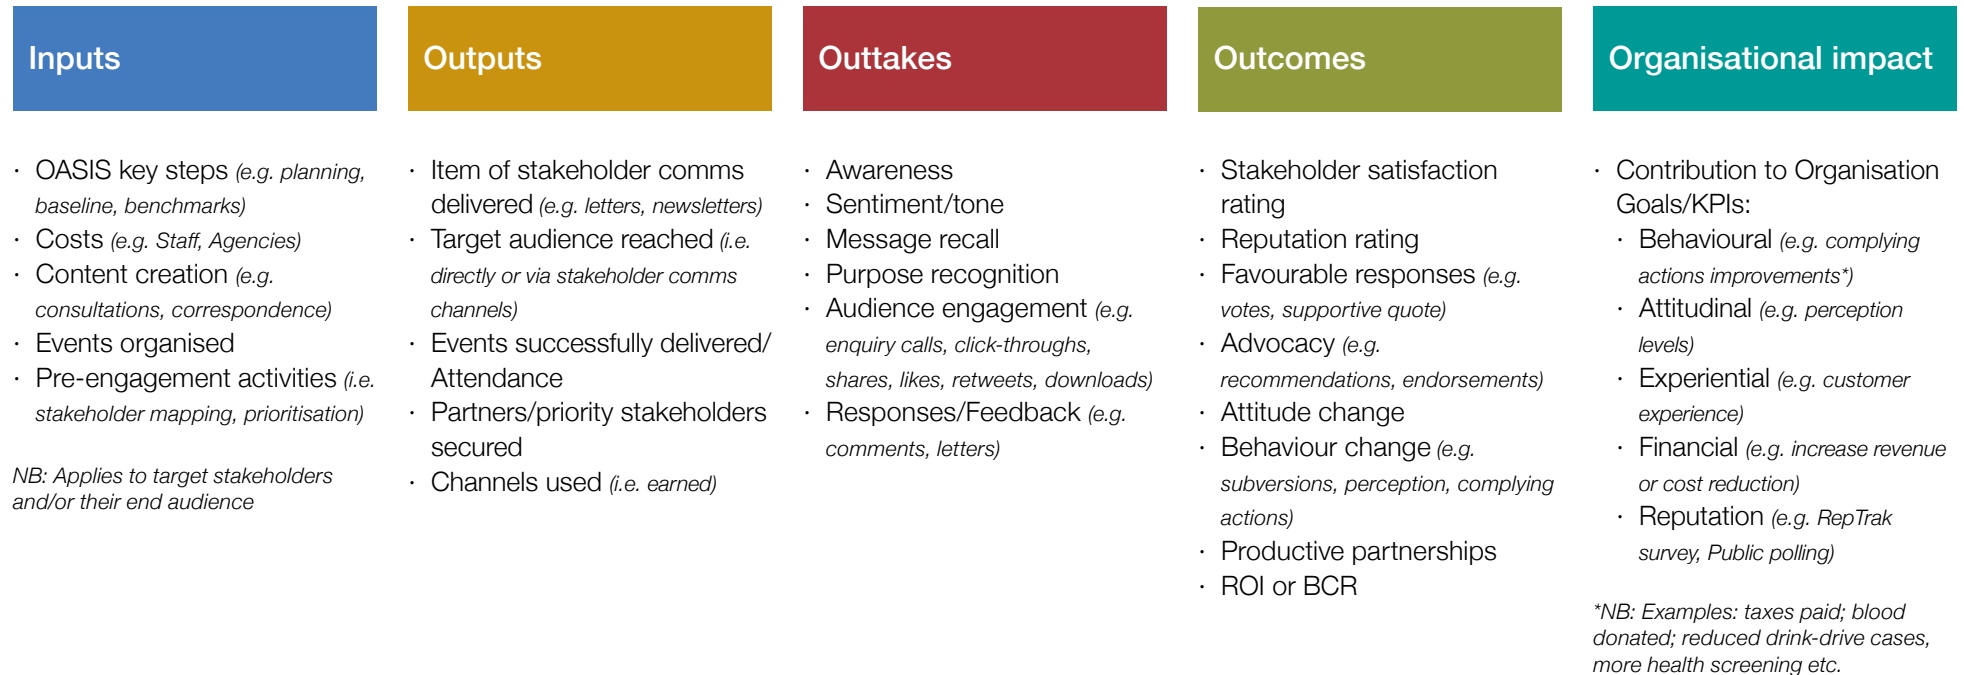 Inputs
· OASIS key steps (e.g. planning,
baseline, benchmarks)
· Costs (e.g. Staff, Agencies)
· Content creation (e.g.
consultations, correspondence)
· Events organised
· Pre-engagement activities (i.e.
stakeholder mapping, prioritisation)
NB: Applies to target stakeholders
and/or their end audience
Outputs
· Item of stakeholder comms
delivered (e.g. letters, newsletters)
· Target audience reached (i.e.
directly or via stakeholder comms
channels)
· Events successfully delivered/
Attendance
· Partners/priority stakeholders
secured
· Channels used (i.e. earned)
Outtakes
· Awareness
· Sentiment/tone
· Message recall
· Purpose recognition
· Audience engagement (e.g.
enquiry calls, click-throughs,
shares, likes, retweets, downloads)
· Responses/Feedback (e.g.
comments, letters)
Outcomes
· Stakeholder satisfaction
rating
· Reputation rating
· Favourable responses (e.g.
votes, supportive quote)
· Advocacy (e.g.
recommendations, endorsements)
· Attitude change
· Behaviour change (e.g.
subversions, perception, complying
actions)
· Productive partnerships
· ROI or BCR
Organisational impact
· Contribution to Organisation
Goals/KPIs:
· Behavioural (e.g. complying
actions improvements*)
· Attitudinal (e.g. perception
levels)
· Experiential (e.g. customer
experience)
· Financial (e.g. increase revenue
or cost reduction)
· Reputation (e.g. RepTrak
survey, Public polling)
*NB: Examples: taxes paid; blood
donated; reduced drink-drive cases,
more health screening etc.